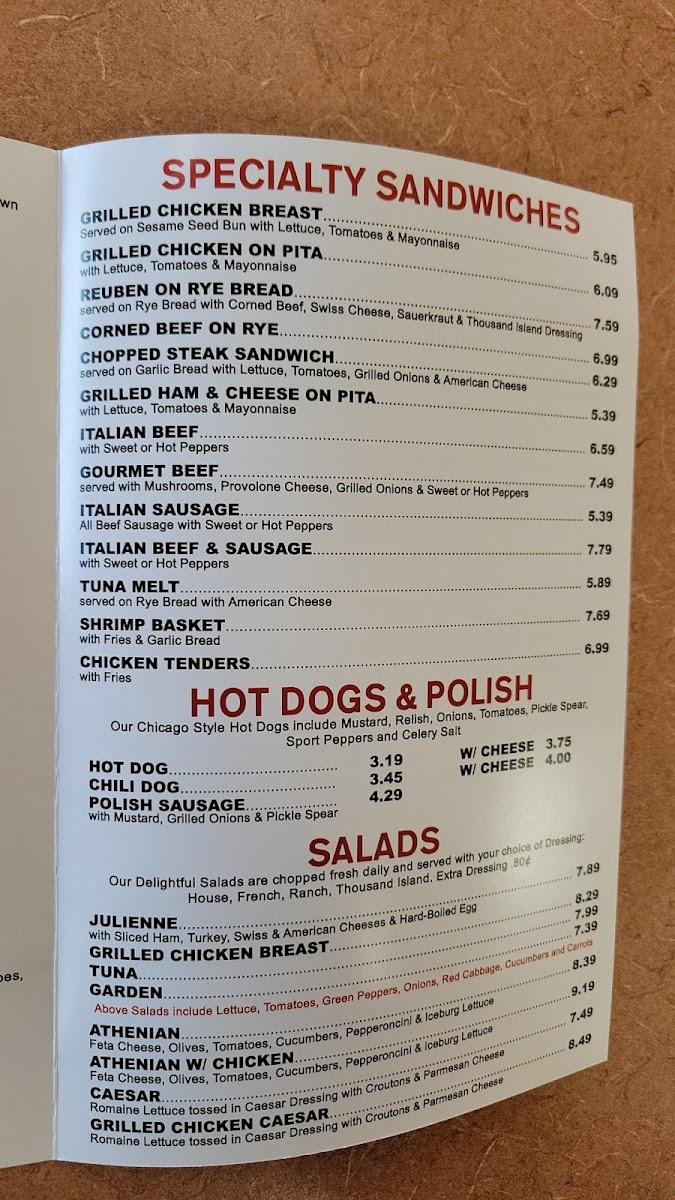 wn
oes,
SPECIALTY SANDWICHES
GRILLED CHICKEN BREAST 5.95
Served on Sesame Seed Bun with Lettuce, Tomatoes & Mayonnaise
GRILLED CHICKEN ON PITA 6.09
with Lettuce, Tomatoes & Mayonnaise
REUBEN ON RYE BREAD 7.59
served on Rye Bread with Corned Beef, Swiss Cheese, Sauerkraut & Thousand Island Dressing
CORNED BEEF ON RYE 6.99
CHOPPED STEAK SANDWICH 6.29
served on Garlic Bread with Lettuce, Tomatoes, Grilled Onions & American Cheese
GRILLED HAM & CHEESE ON PITA 5.39
with Lettuce, Tomatoes & Mayonnaise
ITALIAN BEEF 6.59
with Sweet or Hot Peppers
GOURMET BEEF 7.49
served with Mushrooms, Provolone Cheese, Grilled Onions & Sweet or Hot Peppers
ITALIAN SAUSAGE 5.39
All Beef Sausage with Sweet or Hot Peppers
ITALIAN BEEF & SAUSAGE 7.79
with Sweet or Hot Peppers
TUNA MELT 5.89
served on Rye Bread with American Cheese
SHRIMP BASKET 7.69
with Fries & Garlic Bread
CHICKEN TENDERS 6.99
with Fries
HOT DOGS & POLISH
Our Chicago Style Hot Dogs include Mustard, Relish, Onions, Tomatoes, Pickle Spear,
Sport Peppers and Celery Salt
HOT DOG 3.19 W/ CHEESE 3.75
CHILI DOG 3.45 W/ CHEESE 4.00
POLISH SAUSAGE 4.29
with Mustard, Grilled Onions & Pickle Spear
SALADS
Our Delightful Salads are chopped fresh daily and served with your choice of Dressing:
House, French, Ranch, Thousand Island. Extra Dressing .80¢
JULIENNE 7.89
with Sliced Ham, Turkey, Swiss & American Cheeses & Hard-Boiled Egg
GRILLED CHICKEN BREAST 8.29
TUNA 7.99
GARDEN 7.39
Above Salads include Lettuce, Tomatoes, Green Peppers, Onions, Red Cabbage, Cucumbers and Carrots
ATHENIAN 8.39
Feta Cheese, Olives, Tomatoes, Cucumbers, Pepperoncini & Iceburg Lettuce
ATHENIAN W/ CHICKEN 9.19
Feta Cheese, Olives, Tomatoes, Cucumbers, Pepperoncini & Iceburg Lettuce
CAESAR 7.49
Romaine Lettuce tossed in Caesar Dressing with Croutons & Parmesan Cheese
GRILLED CHICKEN CAESAR 8.49
Romaine Lettuce tossed in Caesar Dressing with Croutons & Parmesan Cheese